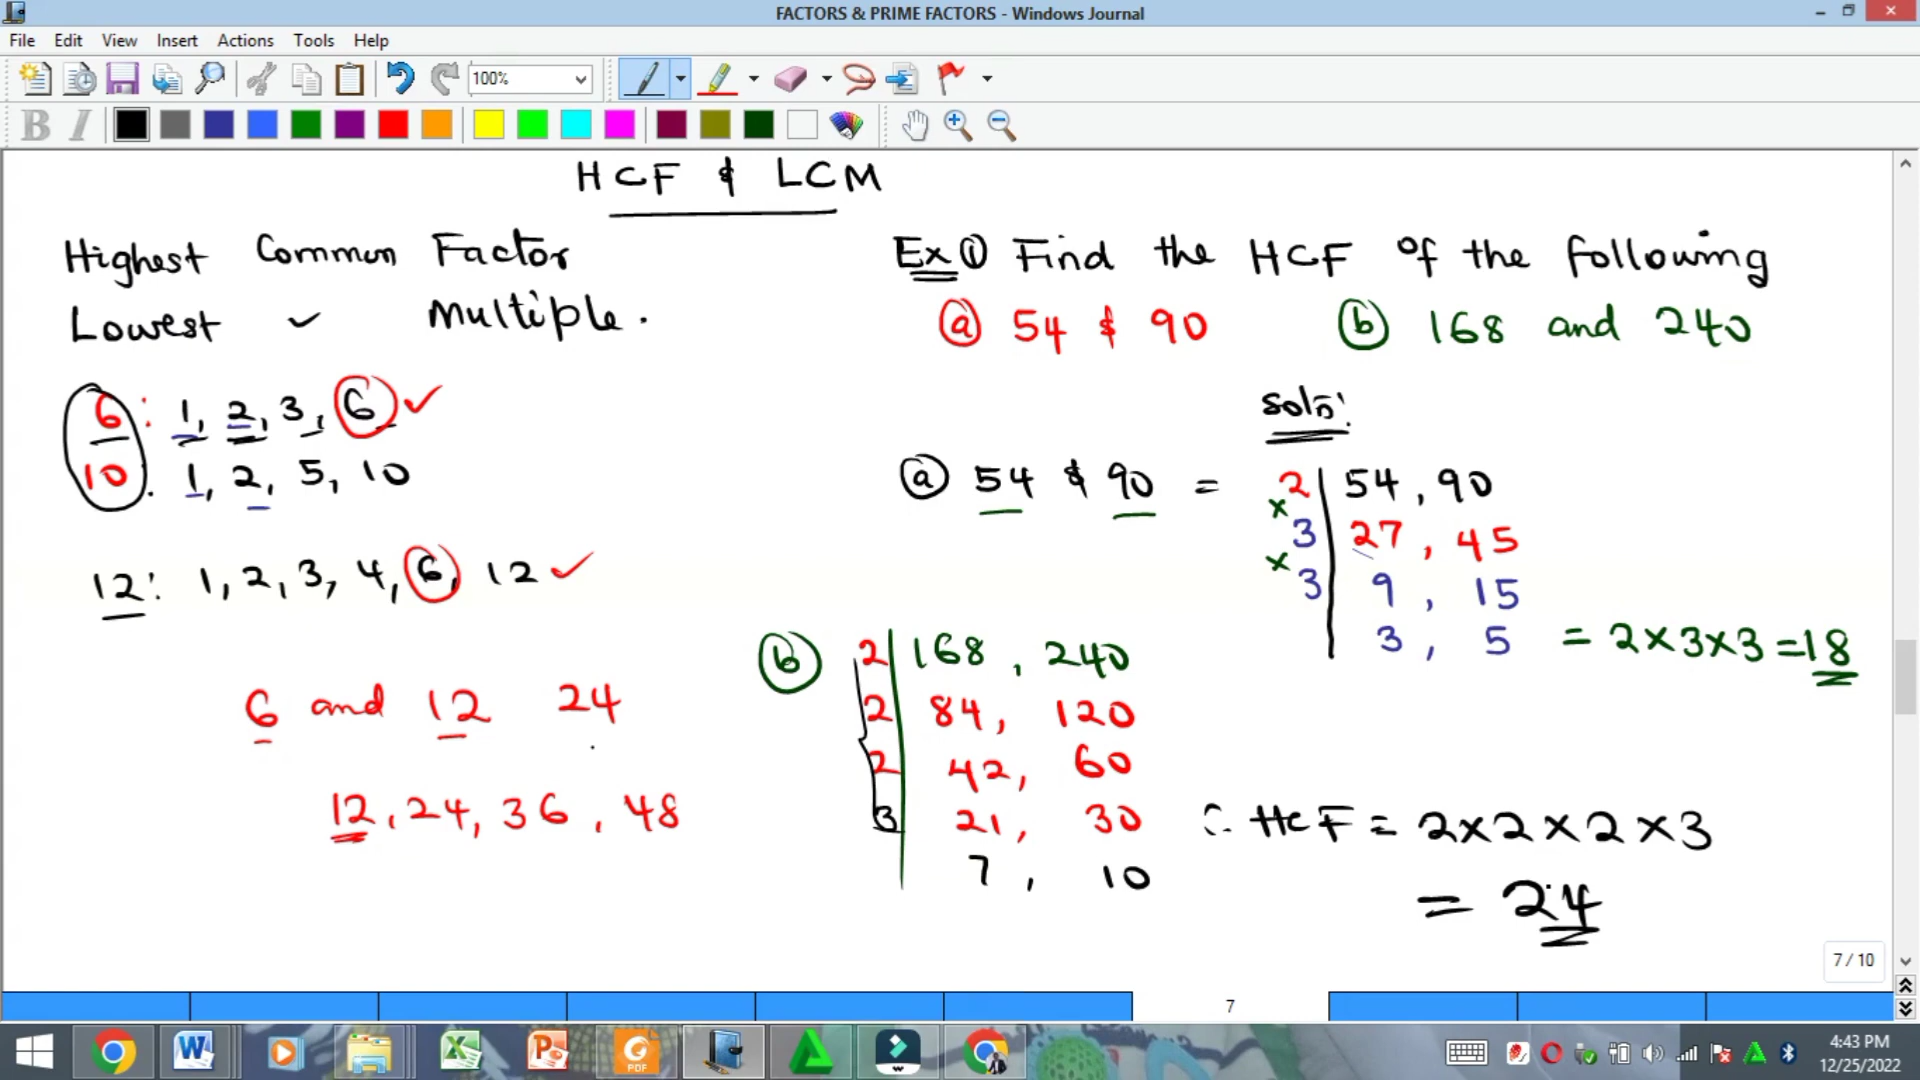 FACTORS & PRIME FACTORS - Windows Journal
File Edit View Insert Actions Tools Help
100%
B I
HCF & LCM
Highest Common Factor
Lowest ✓ Multiple.
6: 1, 2, 3, 6 ✓
10. 1, 2, 5, 10
12: 1, 2, 3, 4, 6, 12 ✓
6 and 12 24
12, 24, 36, 48
Ex ① Find the HCF of the following
ⓐ 54 & 90 ⓑ 168 and 240
Soln:
ⓐ 54 & 90 = 2 | 54, 90
× 3 | 27, 45
× 3 | 9, 15
3, 5 = 2×3×3 = 18
ⓑ 2 | 168, 240
2 | 84, 120
2 | 42, 60
3 | 21, 30
7, 10
∴ HCF = 2×2×2×3
= 24
7 / 10
7
W
X
P
PDF
4:43 PM
12/25/2022